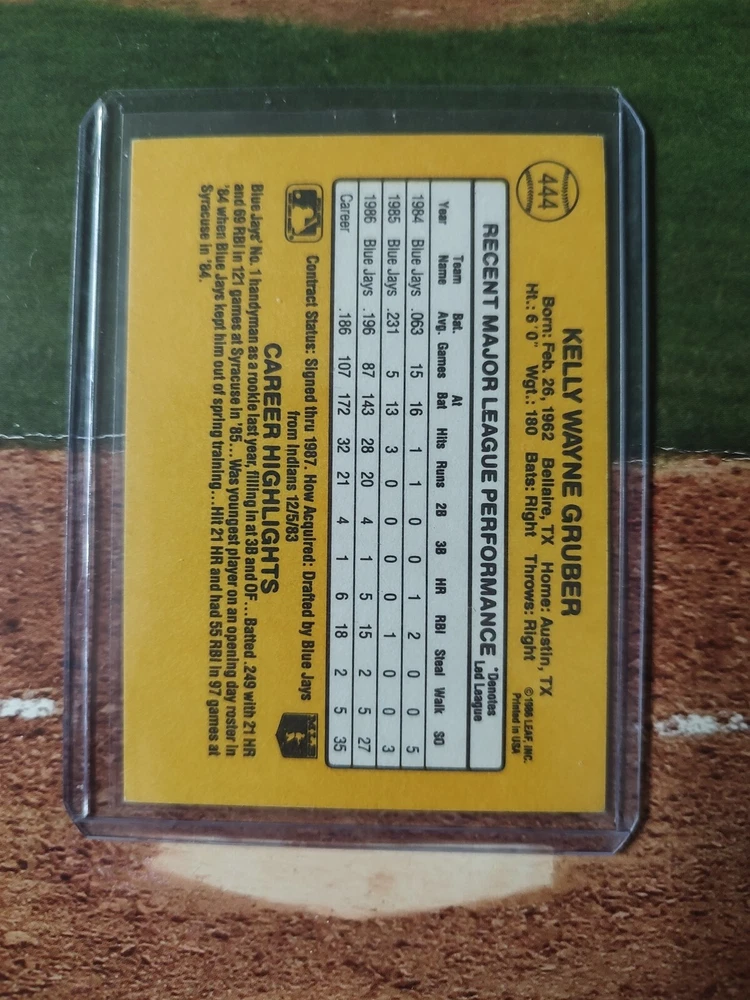 444
KELLY WAYNE GRUBER
Born: Feb. 26, 1962 Bellaire, TX Home: Austin, TX
Ht.: 6'0" Wgt.: 180 Bats: Right Throws: Right
©1986 LEAF, INC.
Printed in USA
RECENT MAJOR LEAGUE PERFORMANCE *Denotes
Led League
Year Team Name Bat. Avg. Games At Bat Hits Runs 2B 3B HR RBI Steal Walk SO
1984 Blue Jays .063 15 16 1 1 0 0 1 2 0 0 5
1985 Blue Jays .231 5 13 3 0 0 0 0 1 0 0 3
1986 Blue Jays .196 87 143 28 20 4 1 5 15 2 5 27
Career .186 107 172 32 21 4 1 6 18 2 5 35
Contract Status: Signed thru 1987. How Acquired: Drafted by Blue Jays
from Indians 12/5/83
CAREER HIGHLIGHTS
Blue Jays' No. 1 handyman as a rookie last year, filling in at 3B and OF...Batted .249 with 21 HR
and 69 RBI in 121 games at Syracuse in '85...Was youngest player on an opening day roster in
'84 when Blue Jays kept him out of spring training...Hit 21 HR and had 55 RBI in 97 games at
Syracuse in '84.